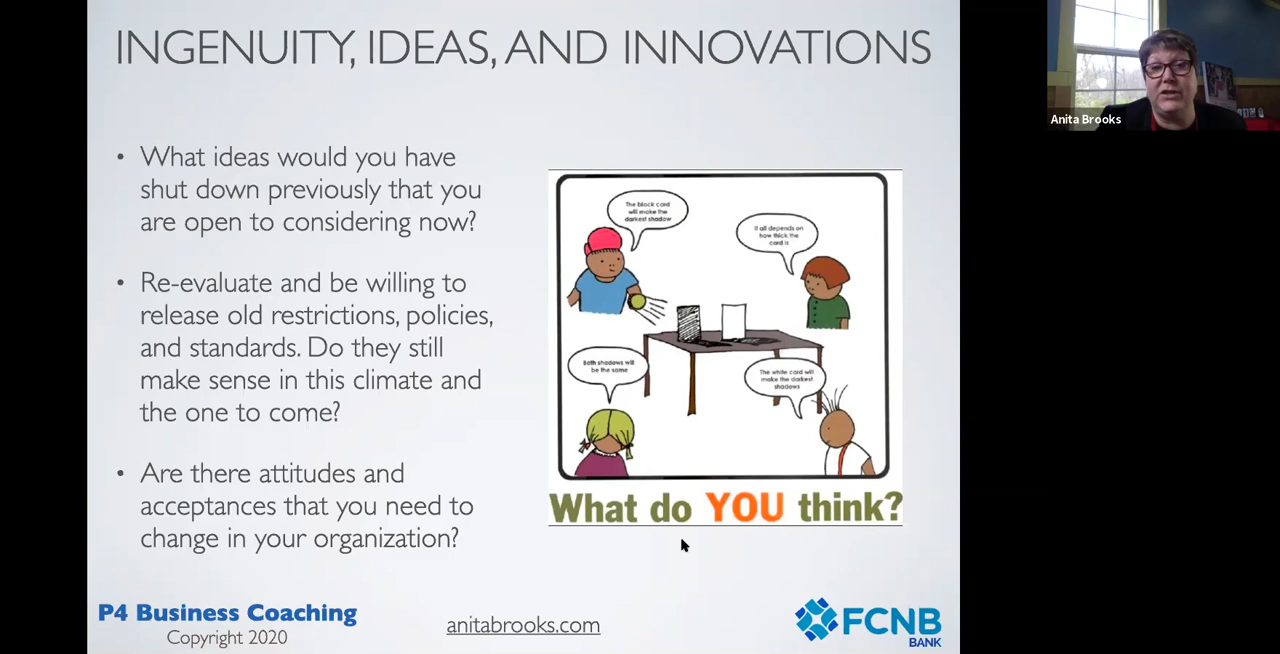 INGENUITY, IDEAS, AND INNOVATIONS
Anita Brooks
• What ideas would you have
shut down previously that you
are open to considering now?
• Re-evaluate and be willing to
release old restrictions, policies,
and standards. Do they still
make sense in this climate and
the one to come?
• Are there attitudes and
acceptances that you need to
change in your organization?
The black card
will make the
darkest shadow
It all depends on
how thick the
card is
Both shadows will
be the same
The white card will
make the darkest
shadows
What do YOU think?
P4 Business Coaching
Copyright 2020
anitabrooks.com
FCNB
BANK